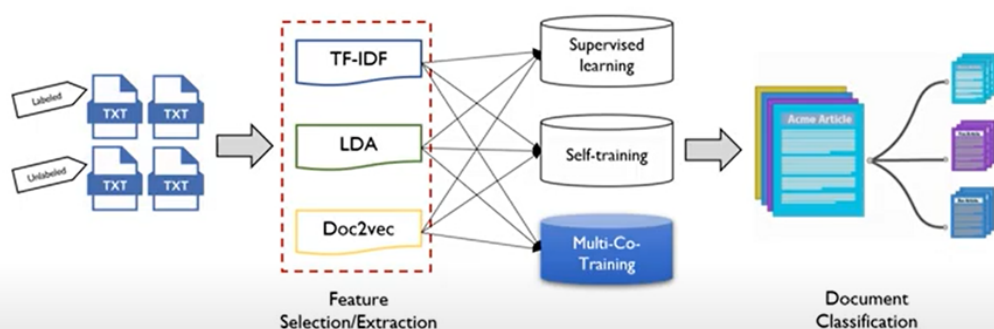 Labeled
TXT
TXT
Unlabeled
TXT
TXT
TF-IDF
LDA
Doc2vec
Feature
Selection/Extraction
Supervised
learning
Self-training
Multi-Co-
Training
Acme Article
Document
Classification